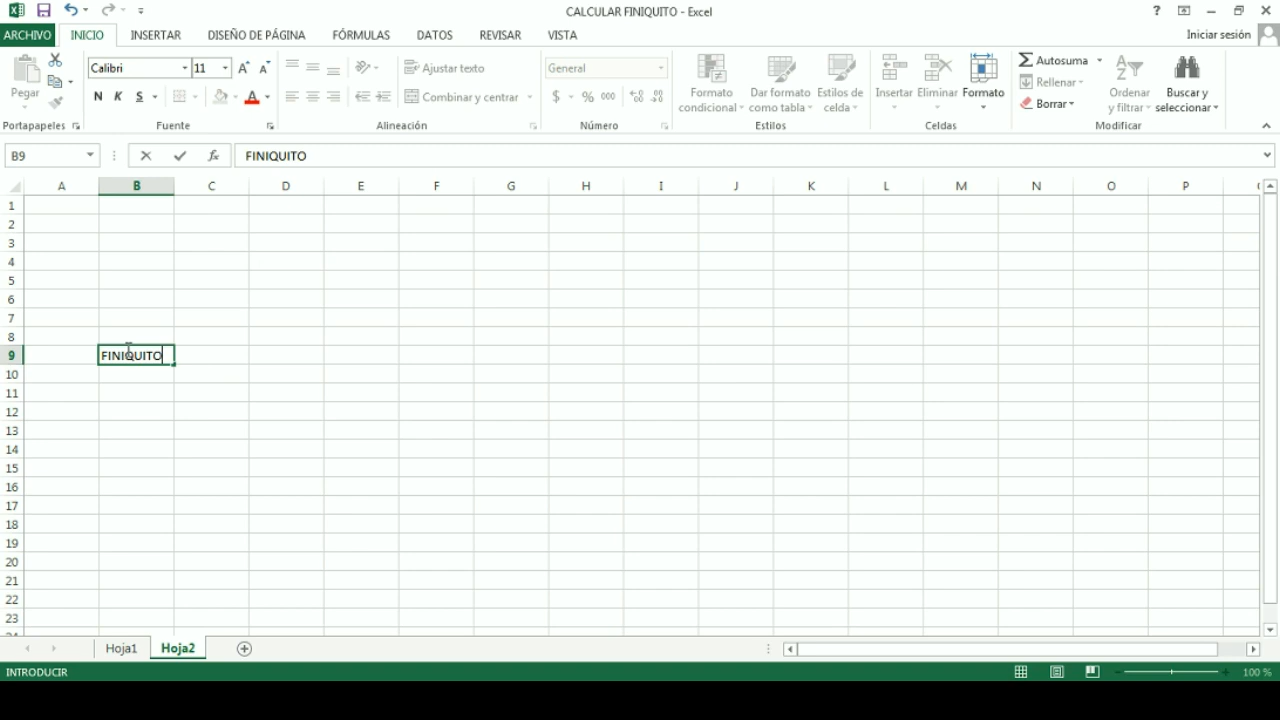 CALCULAR FINIQUITO - Excel
ARCHIVO INICIO INSERTAR DISEÑO DE PÁGINA FÓRMULAS DATOS REVISAR VISTA Iniciar sesión
Pegar
Portapapeles
Calibri 11
N K S
Fuente
Ajustar texto
Combinar y centrar
Alineación
General
$ % 000
Número
Formato condicional
Dar formato como tabla
Estilos de celda
Estilos
Insertar Eliminar Formato
Celdas
Autosuma
Rellenar
Borrar
Ordenar y filtrar
Buscar y seleccionar
Modificar
B9 fx FINIQUITO
A B C D E F G H I J K L M N O P
1
2
3
4
5
6
7
8
9 FINIQUITO
10
11
12
13
14
15
16
17
18
19
20
21
22
23
Hoja1 Hoja2
INTRODUCIR 100 %